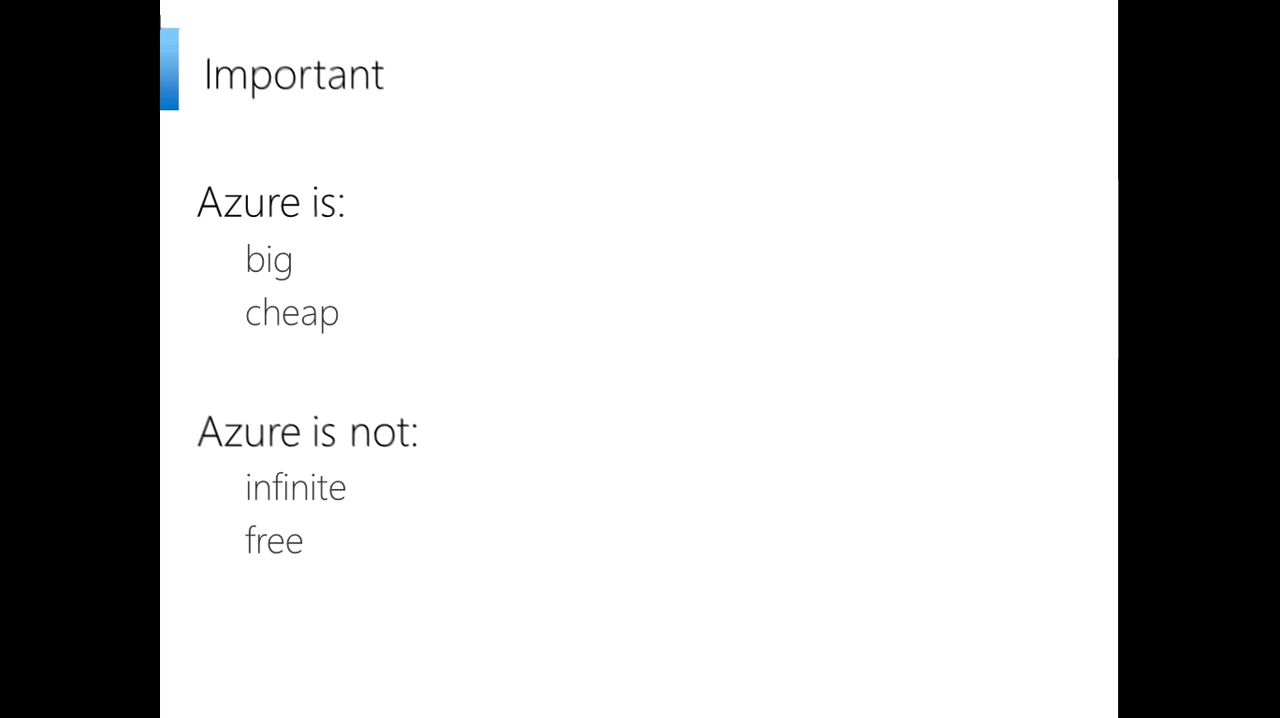 Important
Azure is:
big
cheap
Azure is not:
infinite
free